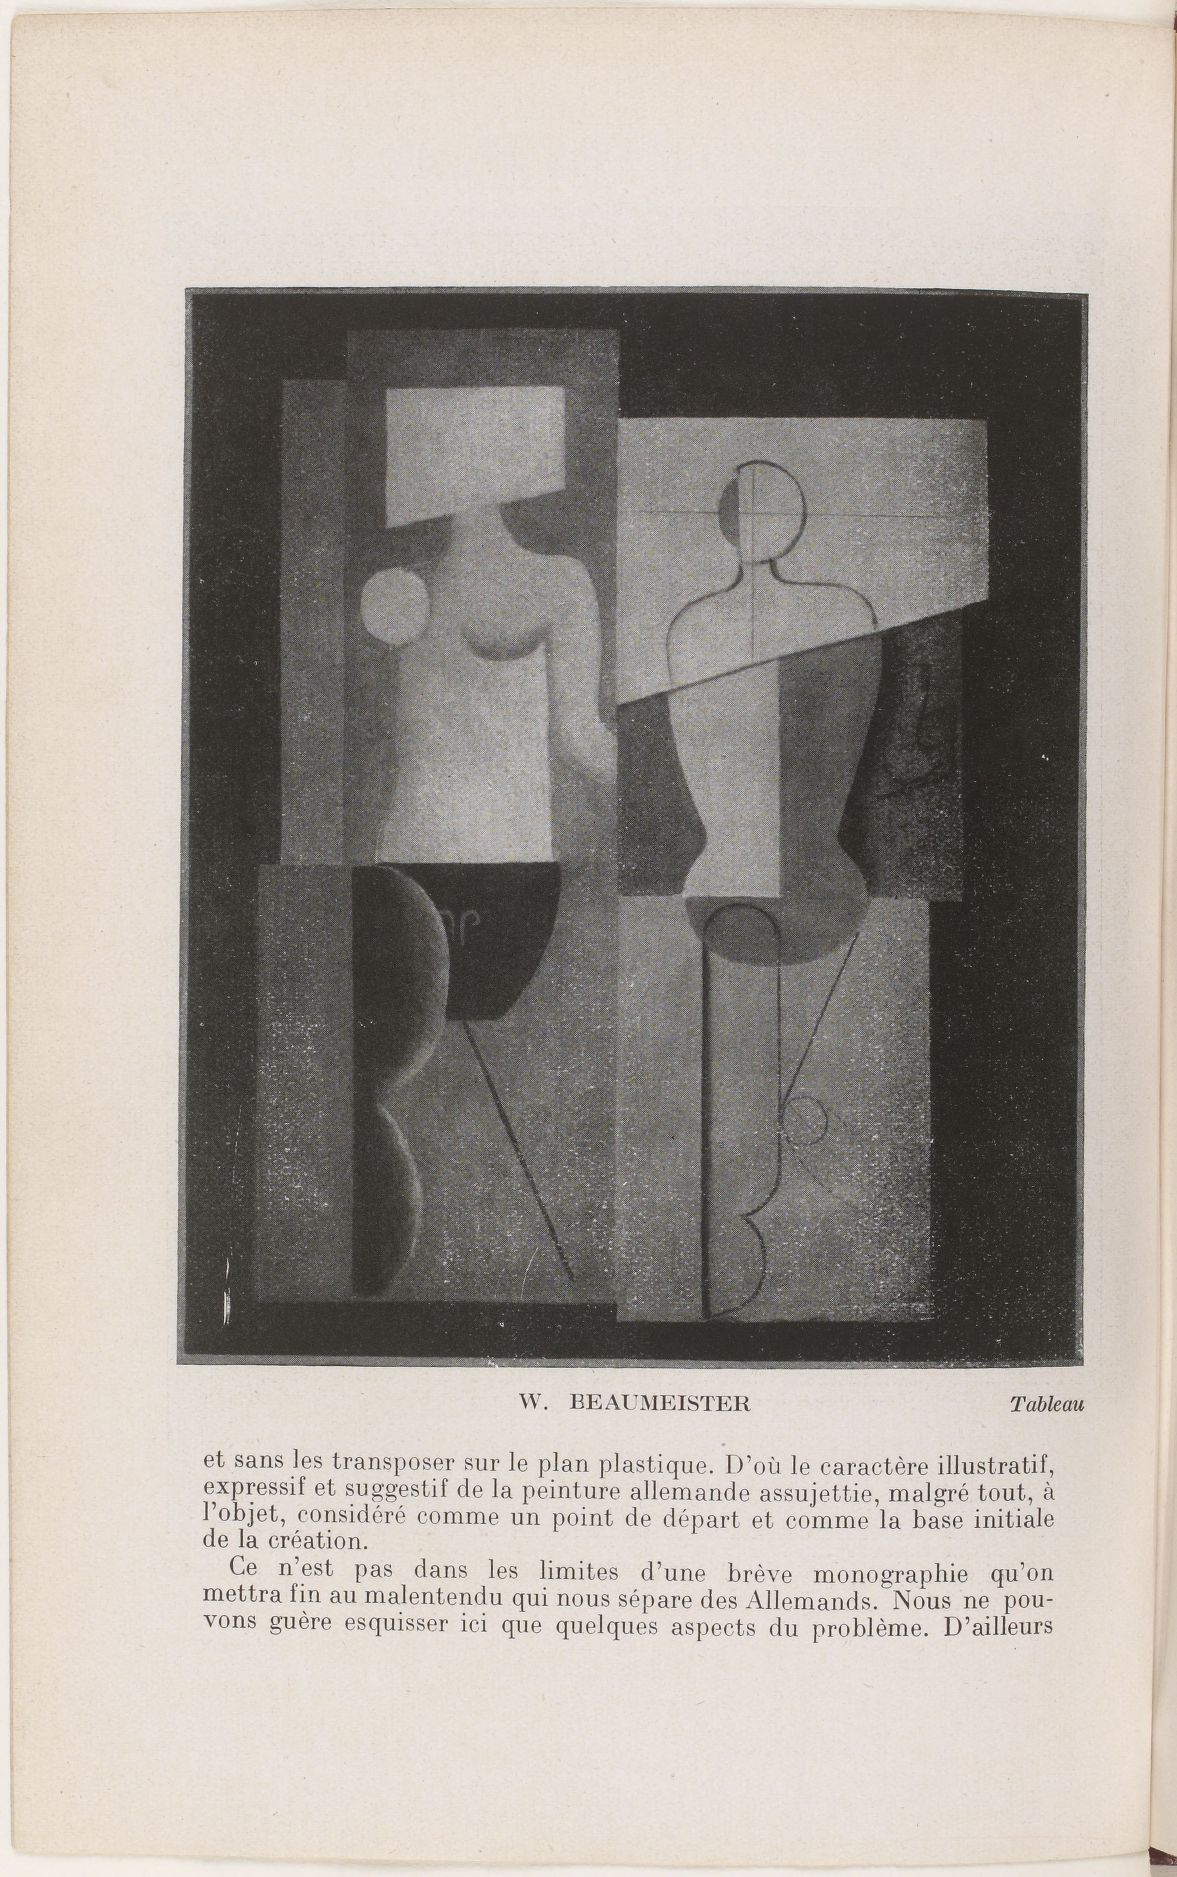 W. BEAUMEISTER Tableau
et sans les transposer sur le plan plastique. D'où le caractère illustratif,
expressif et suggestif de la peinture allemande assujettie, malgré tout, à
l'objet, considéré comme un point de départ et comme la base initiale
de la création.
Ce n'est pas dans les limites d'une brève monographie qu'on
mettra fin au malentendu qui nous sépare des Allemands. Nous ne pou-
vons guère esquisser ici que quelques aspects du problème. D'ailleurs